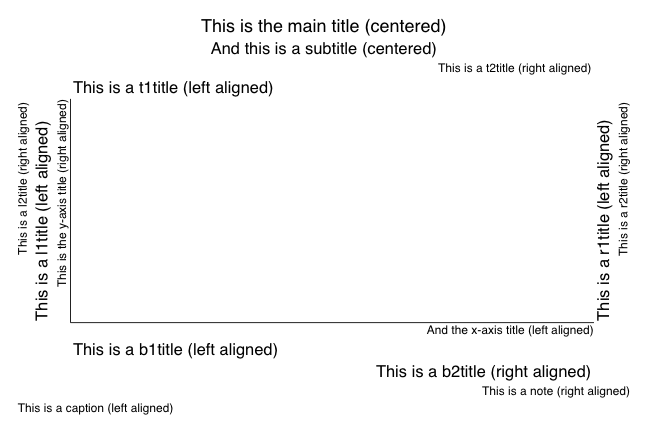 This is the main title (centered)
And this is a subtitle (centered)
This is a t2title (right aligned)
This is a t1title (left aligned)
This is a l2title (right aligned)
This is a l1title (left aligned)
This is the y-axis title (right aligned)
This is a r1title (left aligned)
This is a r2title (right aligned)
And the x-axis title (left aligned)
This is a b1title (left aligned)
This is a b2title (right aligned)
This is a note (right aligned)
This is a caption (left aligned)